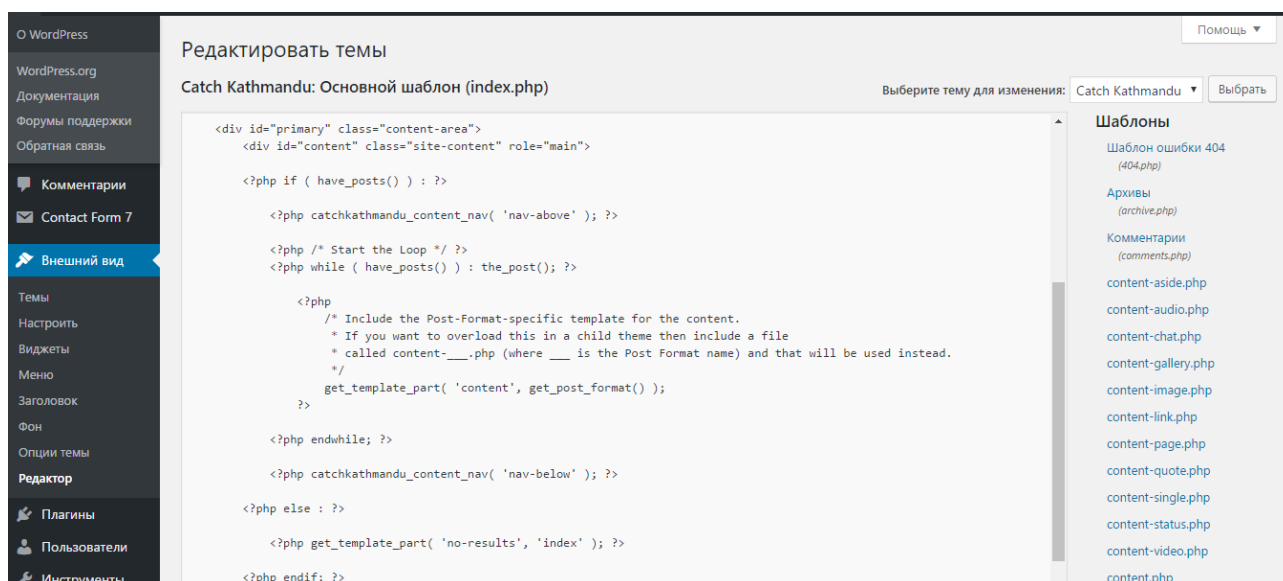 О WordPress
WordPress.org
Документация
Форумы поддержки
Обратная связь
Комментарии
Contact Form 7
Внешний вид
Темы
Настроить
Виджеты
Меню
Заголовок
Фон
Опции темы
Редактор
Плагины
Пользователи
Инструменты
Помощь ▼
Редактировать темы
Catch Kathmandu: Основной шаблон (index.php)
Выберите тему для изменения: Catch Kathmandu ▼ Выбрать
<div id="primary" class="content-area">
<div id="content" class="site-content" role="main">
<?php if ( have_posts() ) : ?>
<?php catchkathmandu_content_nav( 'nav-above' ); ?>
<?php /* Start the Loop */ ?>
<?php while ( have_posts() ) : the_post(); ?>
<?php
/* Include the Post-Format-specific template for the content.
* If you want to overload this in a child theme then include a file
* called content-___.php (where ___ is the Post Format name) and that will be used instead.
*/
get_template_part( 'content', get_post_format() );
?>
<?php endwhile; ?>
<?php catchkathmandu_content_nav( 'nav-below' ); ?>
<?php else : ?>
<?php get_template_part( 'no-results', 'index' ); ?>
<?php endif; ?>
Шаблоны
Шаблон ошибки 404
(404.php)
Архивы
(archive.php)
Комментарии
(comments.php)
content-aside.php
content-audio.php
content-chat.php
content-gallery.php
content-image.php
content-link.php
content-page.php
content-quote.php
content-single.php
content-status.php
content-video.php
content.php